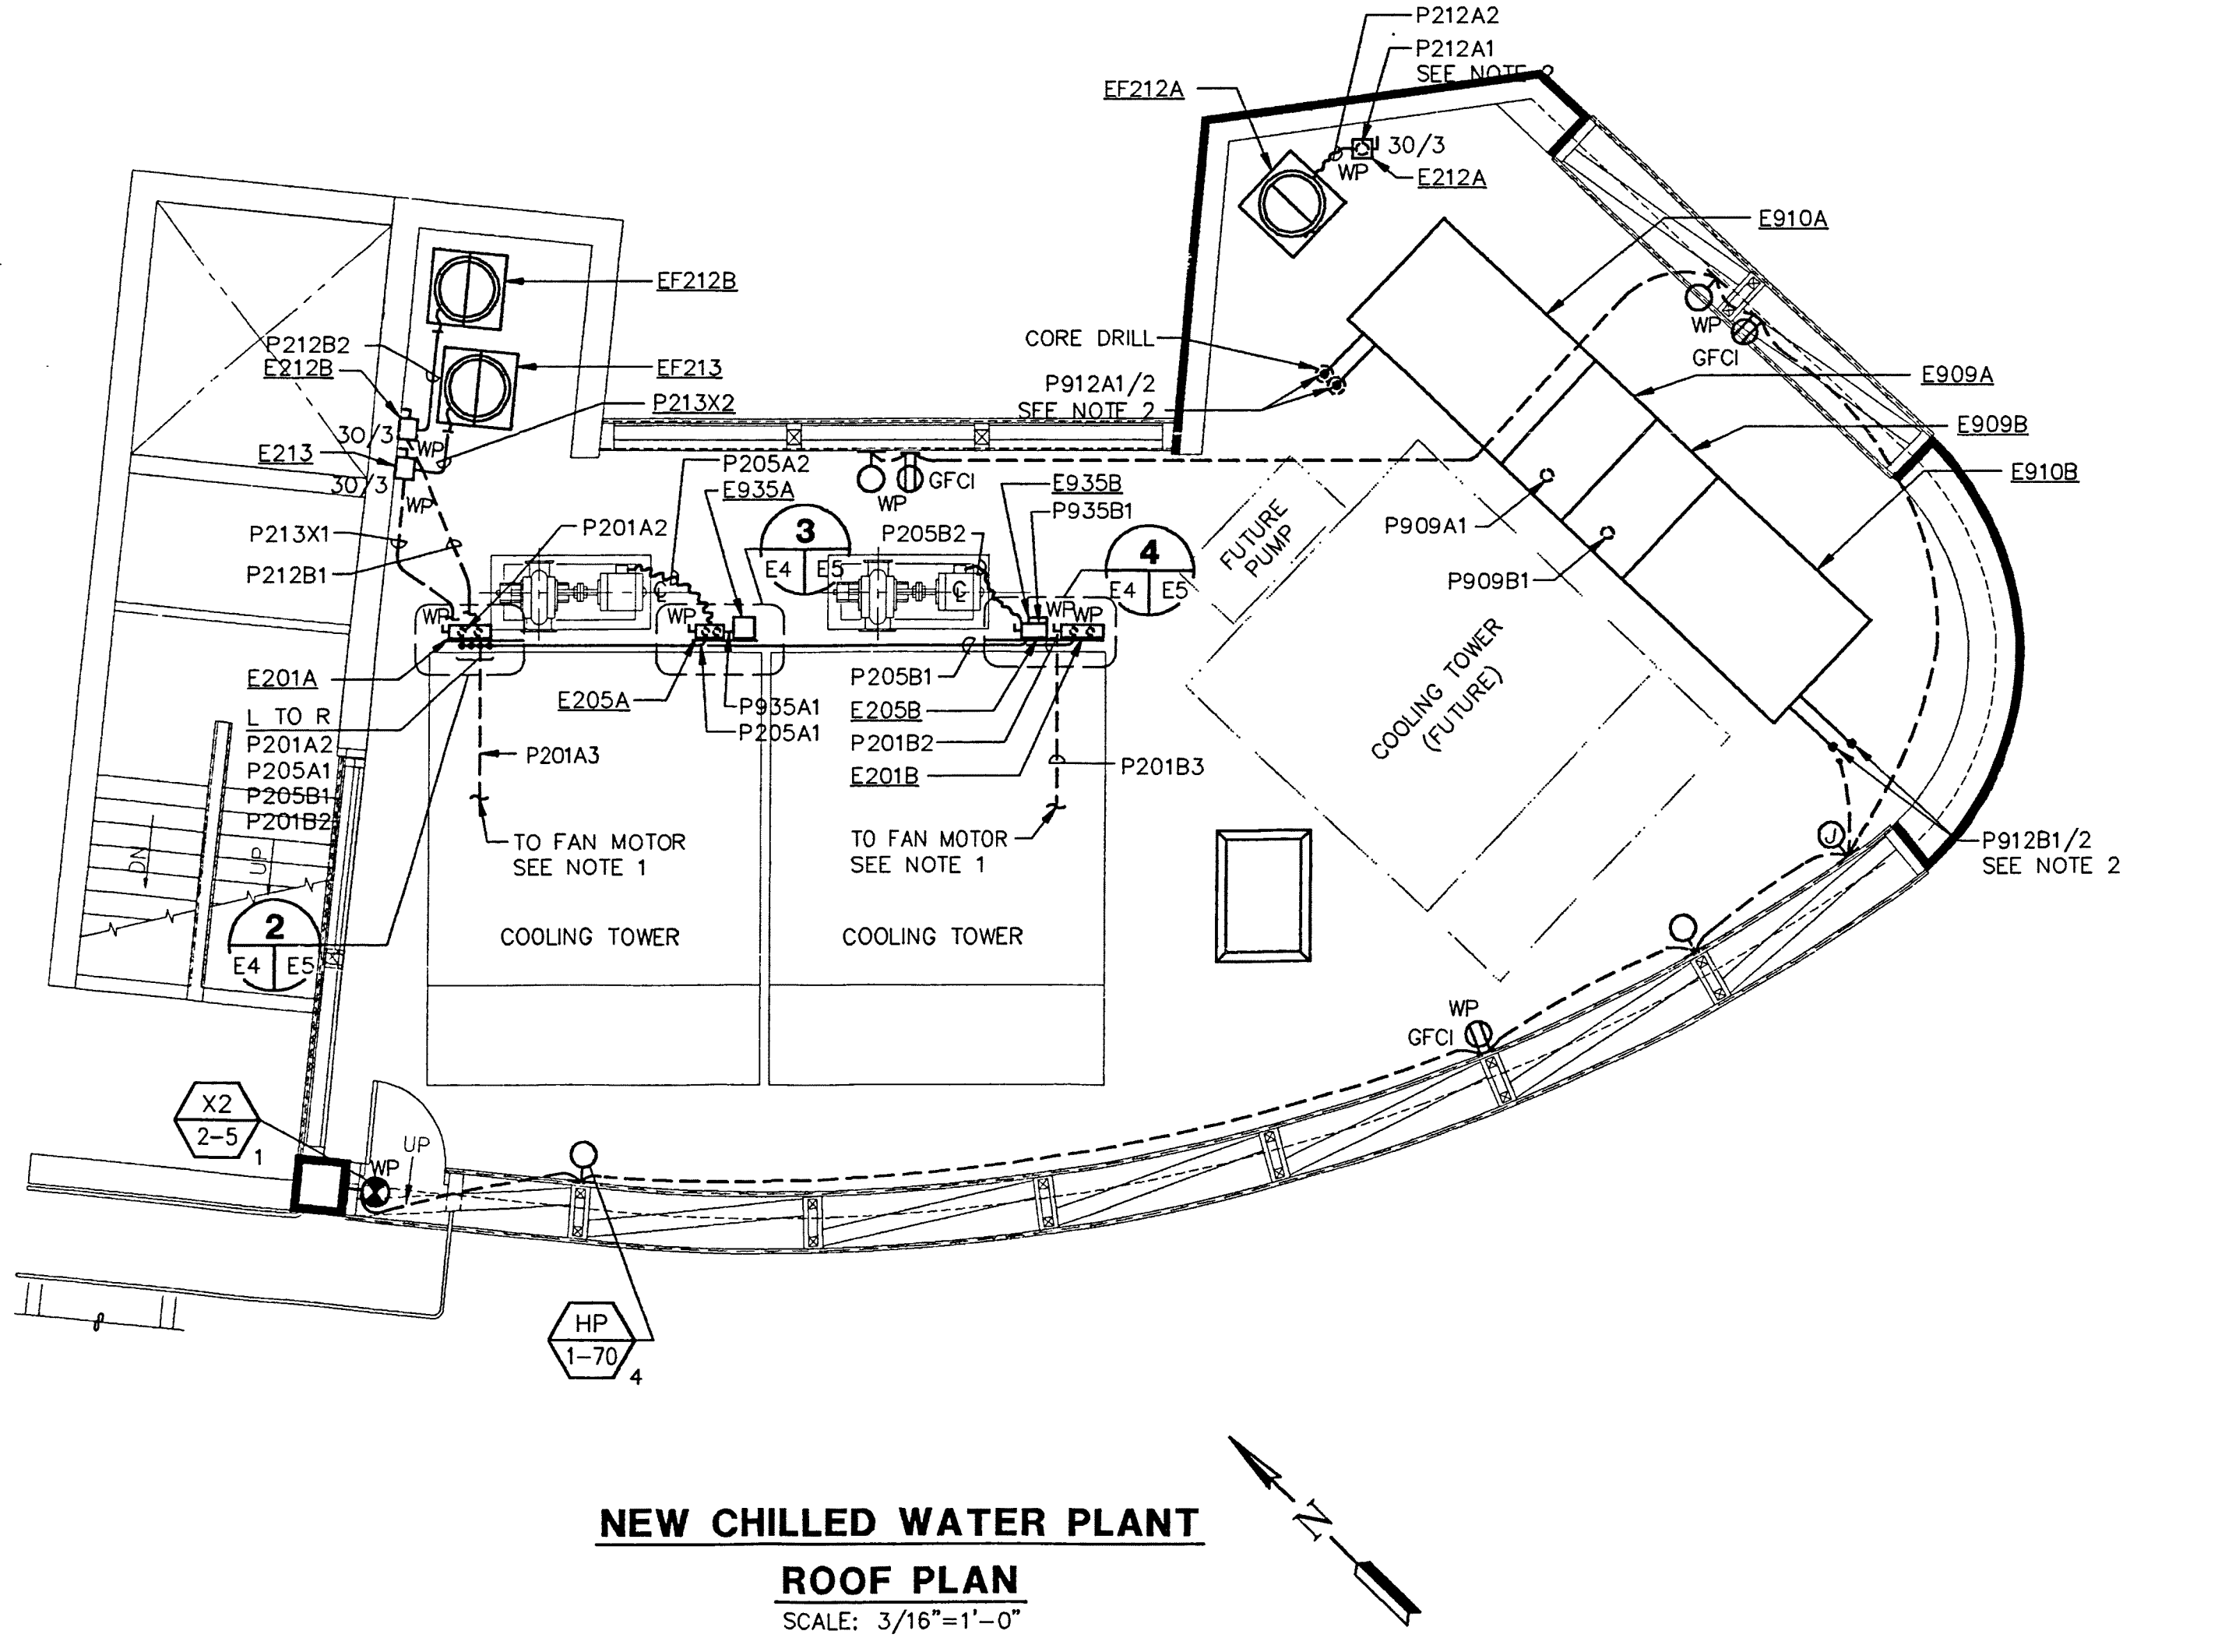 P212A2
P212A1
SEE NOTE 2
EF212A
30/3
WP
E212A
E910A
EF212B
CORE DRILL
WP
GFCI
P212B2
E212B
EF213
P912A1/2
SEE NOTE 2
E909A
P213X2
30/3
WP
E909B
E213
P205A2
30/3
WP
GFCI
WP
E935A
E935B
E910B
P935B1
P909A1
FUTURE
PUMP
P213X1
P201A2
3
E4 E5
P205B2
4
E4 E5
P212B1
P909B1
℄
℄
WP
WP
WP
WP
COOLING TOWER
(FUTURE)
E201A
E205A
P935A1
P205A1
P205B1
E205B
P201B2
E201B
L TO R
P201A2
P205A1
P205B1
P201B2
P201A3
P201B3
TO FAN MOTOR
SEE NOTE 1
TO FAN MOTOR
SEE NOTE 1
J
P912B1/2
SEE NOTE 2
DN
UP
2
E4 E5
COOLING TOWER
COOLING TOWER
WP
GFCI
X2
2-5
1
WP
UP
HP
1-70
4
N
NEW CHILLED WATER PLANT
ROOF PLAN
SCALE: 3/16"=1'-0"